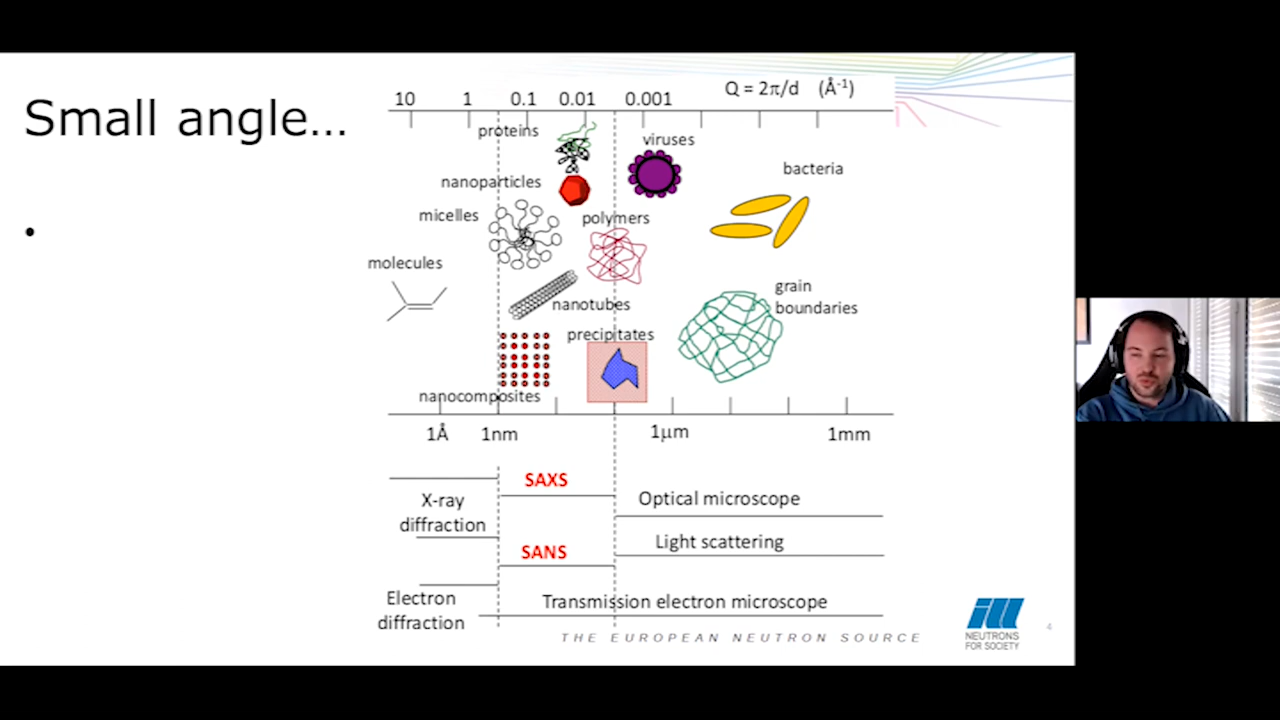 Small angle...
•
10 1 0.1 0.01 0.001 Q = 2π/d (Å-1)
proteins
viruses
bacteria
nanoparticles
micelles
polymers
molecules
grain
boundaries
nanotubes
precipitates
nanocomposites
1Å 1nm 1μm 1mm
SAXS
X-ray
diffraction
Optical microscope
Light scattering
SANS
Electron
diffraction
Transmission electron microscope
THE EUROPEAN NEUTRON SOURCE
ill
NEUTRONS
FOR SOCIETY
4